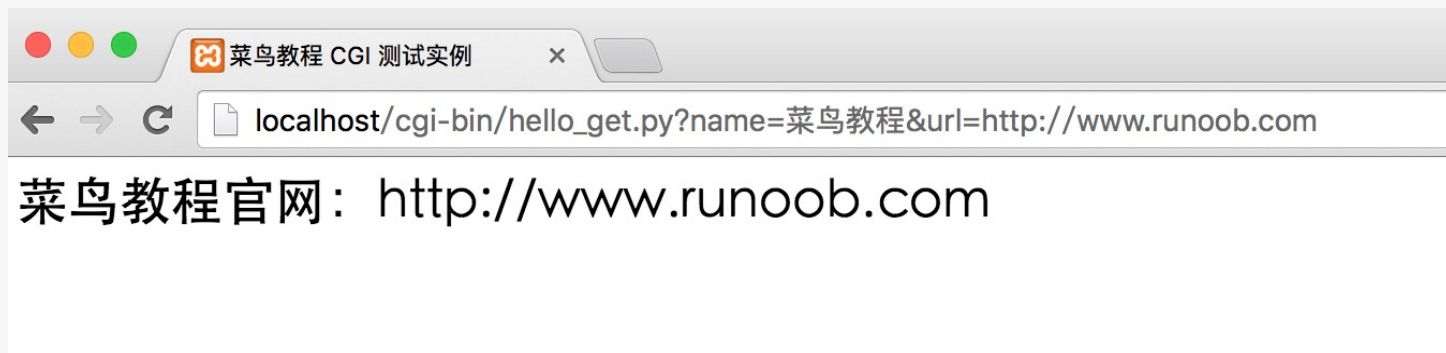 菜鸟教程 CGI 测试实例
localhost/cgi-bin/hello_get.py?name=菜鸟教程&url=http://www.runoob.com
菜鸟教程官网：http://www.runoob.com